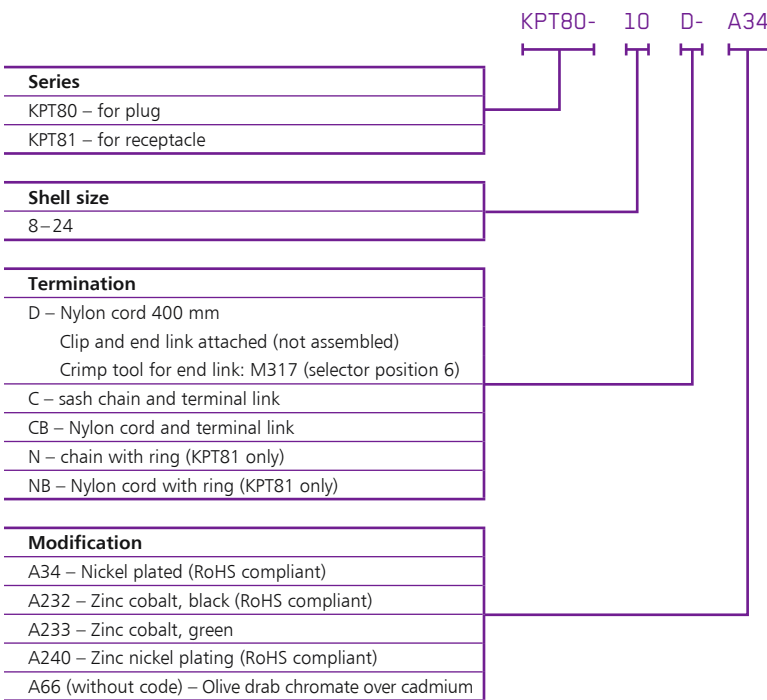 KPT80- 10 D- A34
Series
KPT80 – for plug
KPT81 – for receptacle
Shell size
8–24
Termination
D – Nylon cord 400 mm
Clip and end link attached (not assembled)
Crimp tool for end link: M317 (selector position 6)
C – sash chain and terminal link
CB – Nylon cord and terminal link
N – chain with ring (KPT81 only)
NB – Nylon cord with ring (KPT81 only)
Modification
A34 – Nickel plated (RoHS compliant)
A232 – Zinc cobalt, black (RoHS compliant)
A233 – Zinc cobalt, green
A240 – Zinc nickel plating (RoHS compliant)
A66 (without code) – Olive drab chromate over cadmium